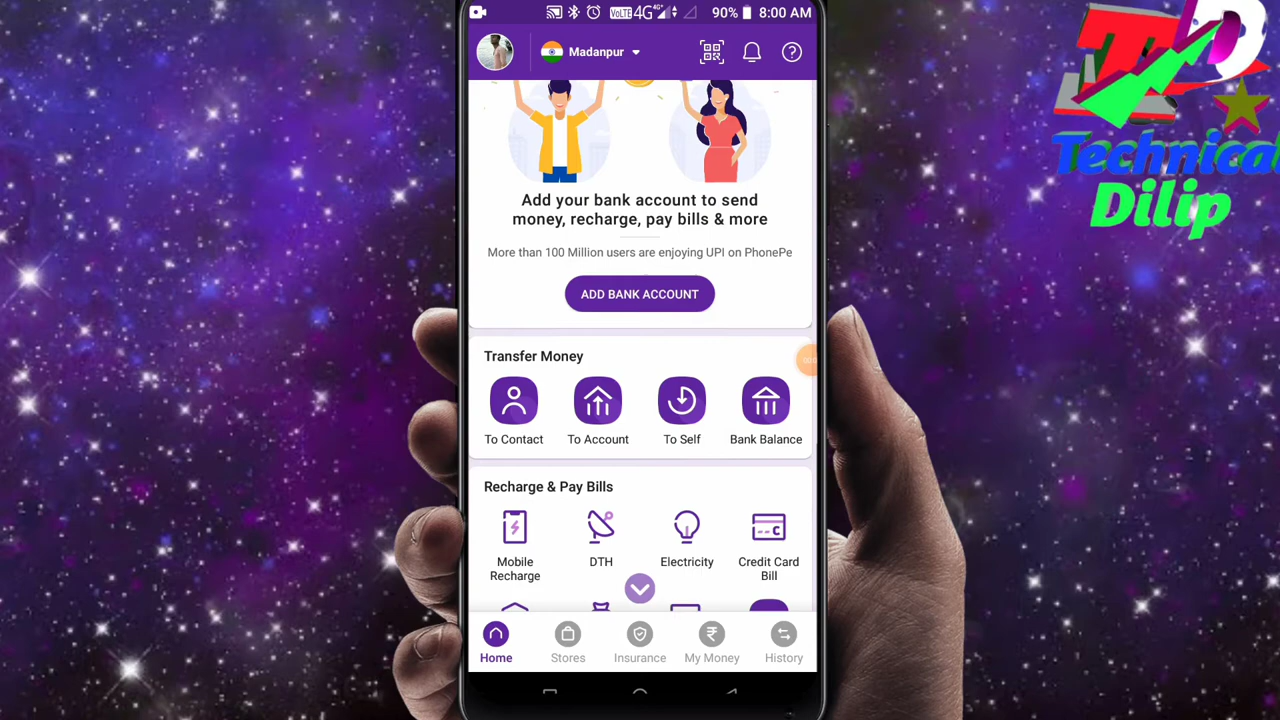 VoLTE 4G 4G+ 90% 8:00 AM
Madanpur
TD
Technical
Dilip
Add your bank account to send
money, recharge, pay bills & more
More than 100 Million users are enjoying UPI on PhonePe
ADD BANK ACCOUNT
Transfer Money
To Contact
To Account
To Self
Bank Balance
Recharge & Pay Bills
Mobile
Recharge
DTH
Electricity
Credit Card
Bill
Home
Stores
Insurance
My Money
History